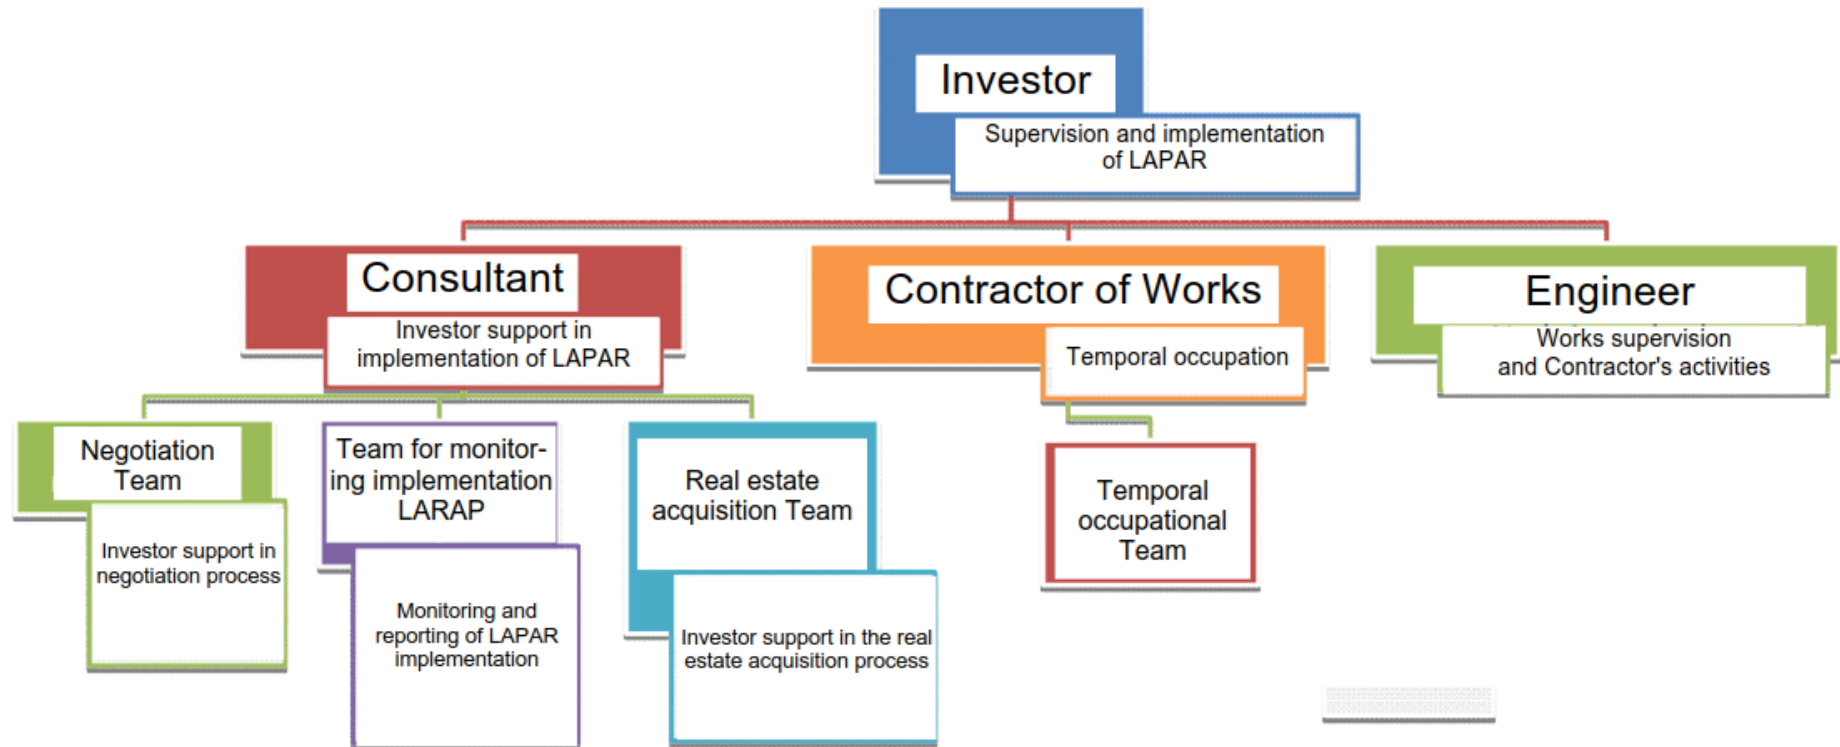 Investor
Supervision and implementation
of LAPAR
Consultant
Investor support in
implementation of LAPAR
Contractor of Works
Temporal occupation
Engineer
Works supervision
and Contractor's activities
Negotiation
Team
Investor support in
negotiation process
Team for monitor-
ing implementation
LARAP
Monitoring and
reporting of LAPAR
implementation
Real estate
acquisition Team
Investor support in the real
estate acquisition process
Temporal
occupational
Team